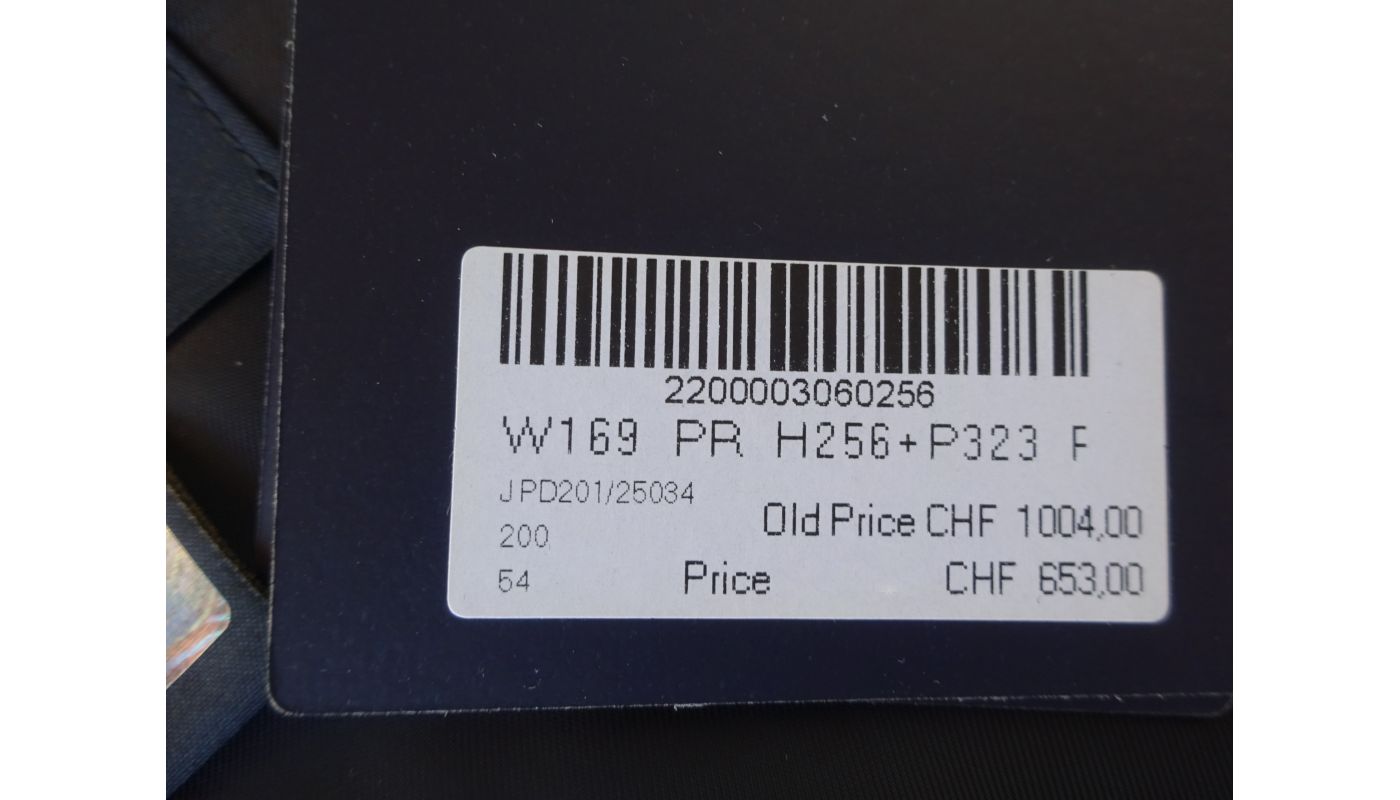 2200003060256
W169 PR H256+P323 F
JPD201/25034
200
Old Price CHF 1004,00
54
Price CHF 653,00